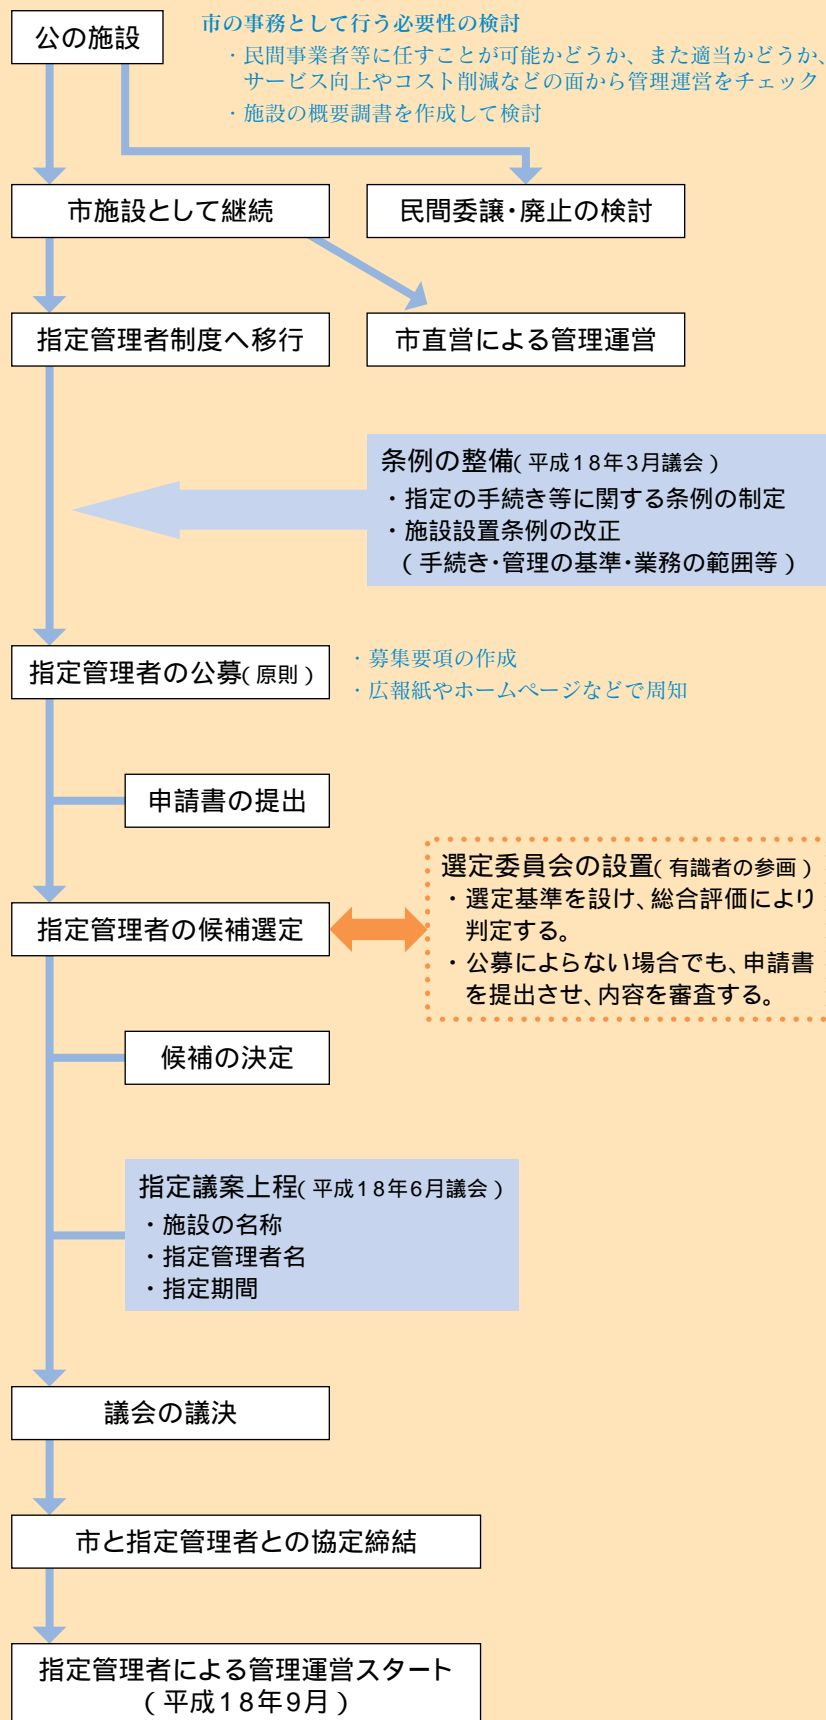 公の施設
市の事務として行う必要性の検討
・民間事業者等に任すことが可能かどうか、また適当かどうか、
サービス向上やコスト削減などの面から管理運営をチェック
・施設の概要調書を作成して検討
市施設として継続
民間委譲・廃止の検討
指定管理者制度へ移行
市直営による管理運営
条例の整備(平成18年3月議会)
・指定の手続き等に関する条例の制定
・施設設置条例の改正
(手続き・管理の基準・業務の範囲等)
指定管理者の公募(原則)
・募集要項の作成
・広報紙やホームページなどで周知
申請書の提出
指定管理者の候補選定
選定委員会の設置(有識者の参画)
・選定基準を設け、総合評価により
判定する。
・公募によらない場合でも、申請書
を提出させ、内容を審査する。
候補の決定
指定議案上程(平成18年6月議会)
・施設の名称
・指定管理者名
・指定期間
議会の議決
市と指定管理者との協定締結
指定管理者による管理運営スタート
(平成18年9月)